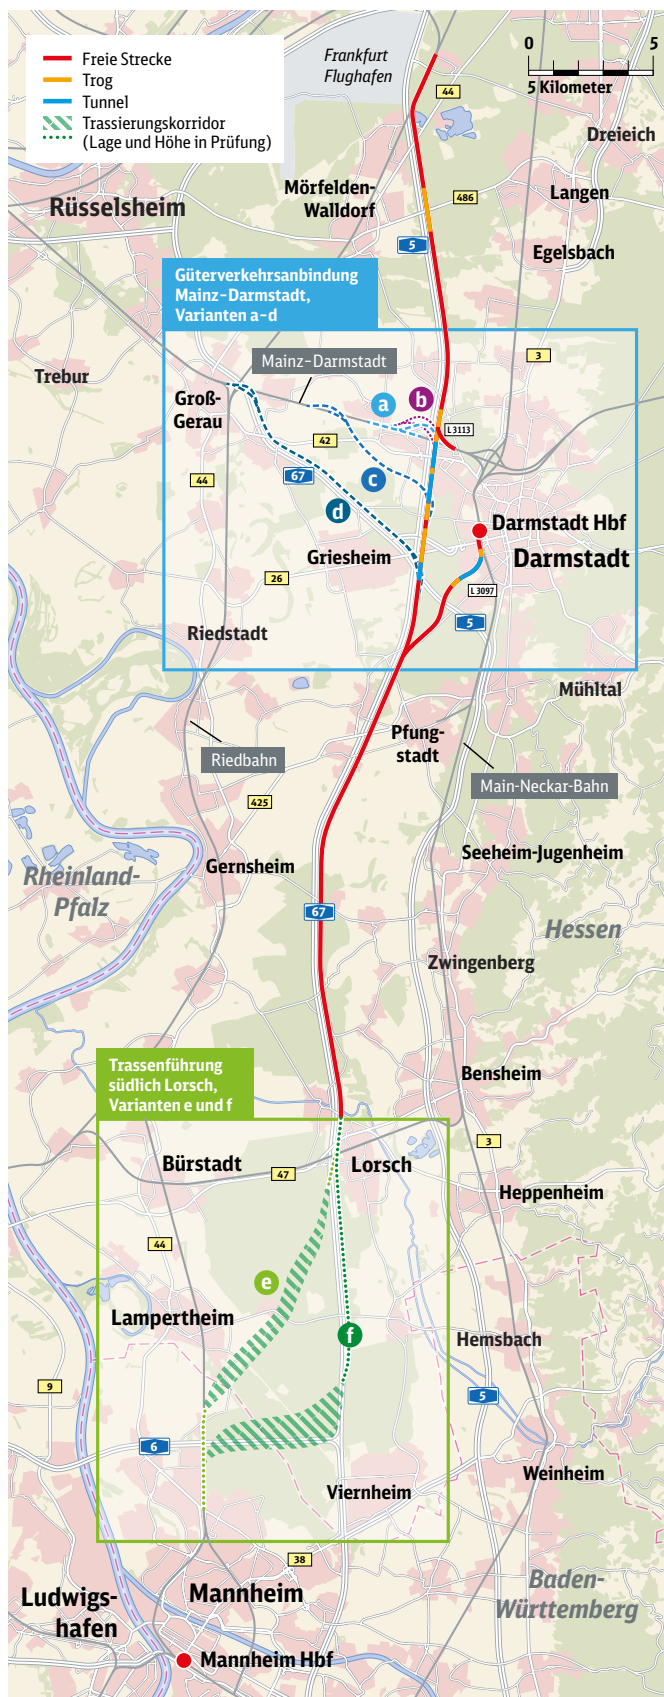 Freie Strecke
Trog
Tunnel
Trassierungskorridor
(Lage und Höhe in Prüfung)
Frankfurt
Flughafen
0 5
5 Kilometer
44
Dreieich
Mörfelden-
Walldorf
486
Langen
Rüsselsheim
5
Egelsbach
Güterverkehrsanbindung
Mainz–Darmstadt,
Varianten a–d
3
Mainz–Darmstadt
Trebur
Groß-
Gerau
a
b
L 3113
42
44
67
c
d
Darmstadt Hbf
Darmstadt
Griesheim
26
L 3097
5
Riedstadt
Mühltal
Pfung-
stadt
Riedbahn
Main-Neckar-Bahn
425
Gernsheim
Seeheim-Jugenheim
Rheinland-
Pfalz
67
Hessen
Zwingenberg
Trassenführung
südlich Lorsch,
Varianten e und f
Bensheim
3
Bürstadt
47
Lorsch
Heppenheim
44
e
Lampertheim
f
Hemsbach
9
5
6
Weinheim
Viernheim
38
Baden-
Württemberg
Ludwigs-
hafen
Mannheim
Mannheim Hbf